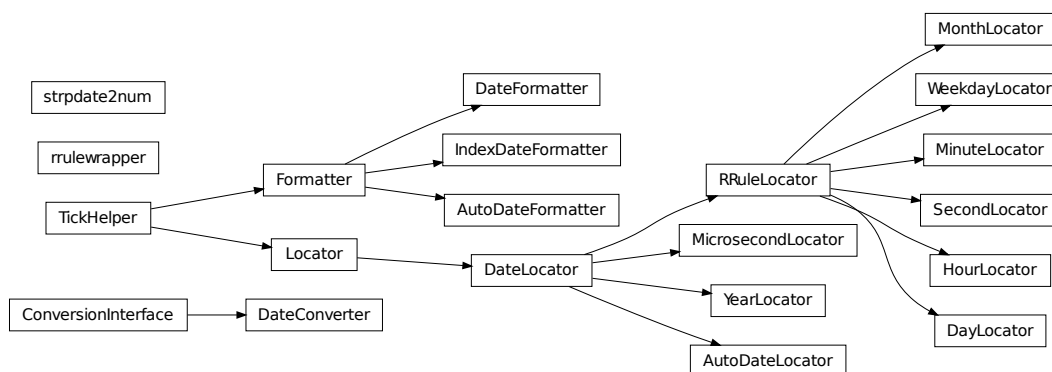 strpdate2num
rrulewrapper
TickHelper
ConversionInterface
Formatter
Locator
DateConverter
DateFormatter
IndexDateFormatter
AutoDateFormatter
DateLocator
RRuleLocator
MicrosecondLocator
YearLocator
AutoDateLocator
MonthLocator
WeekdayLocator
MinuteLocator
SecondLocator
HourLocator
DayLocator